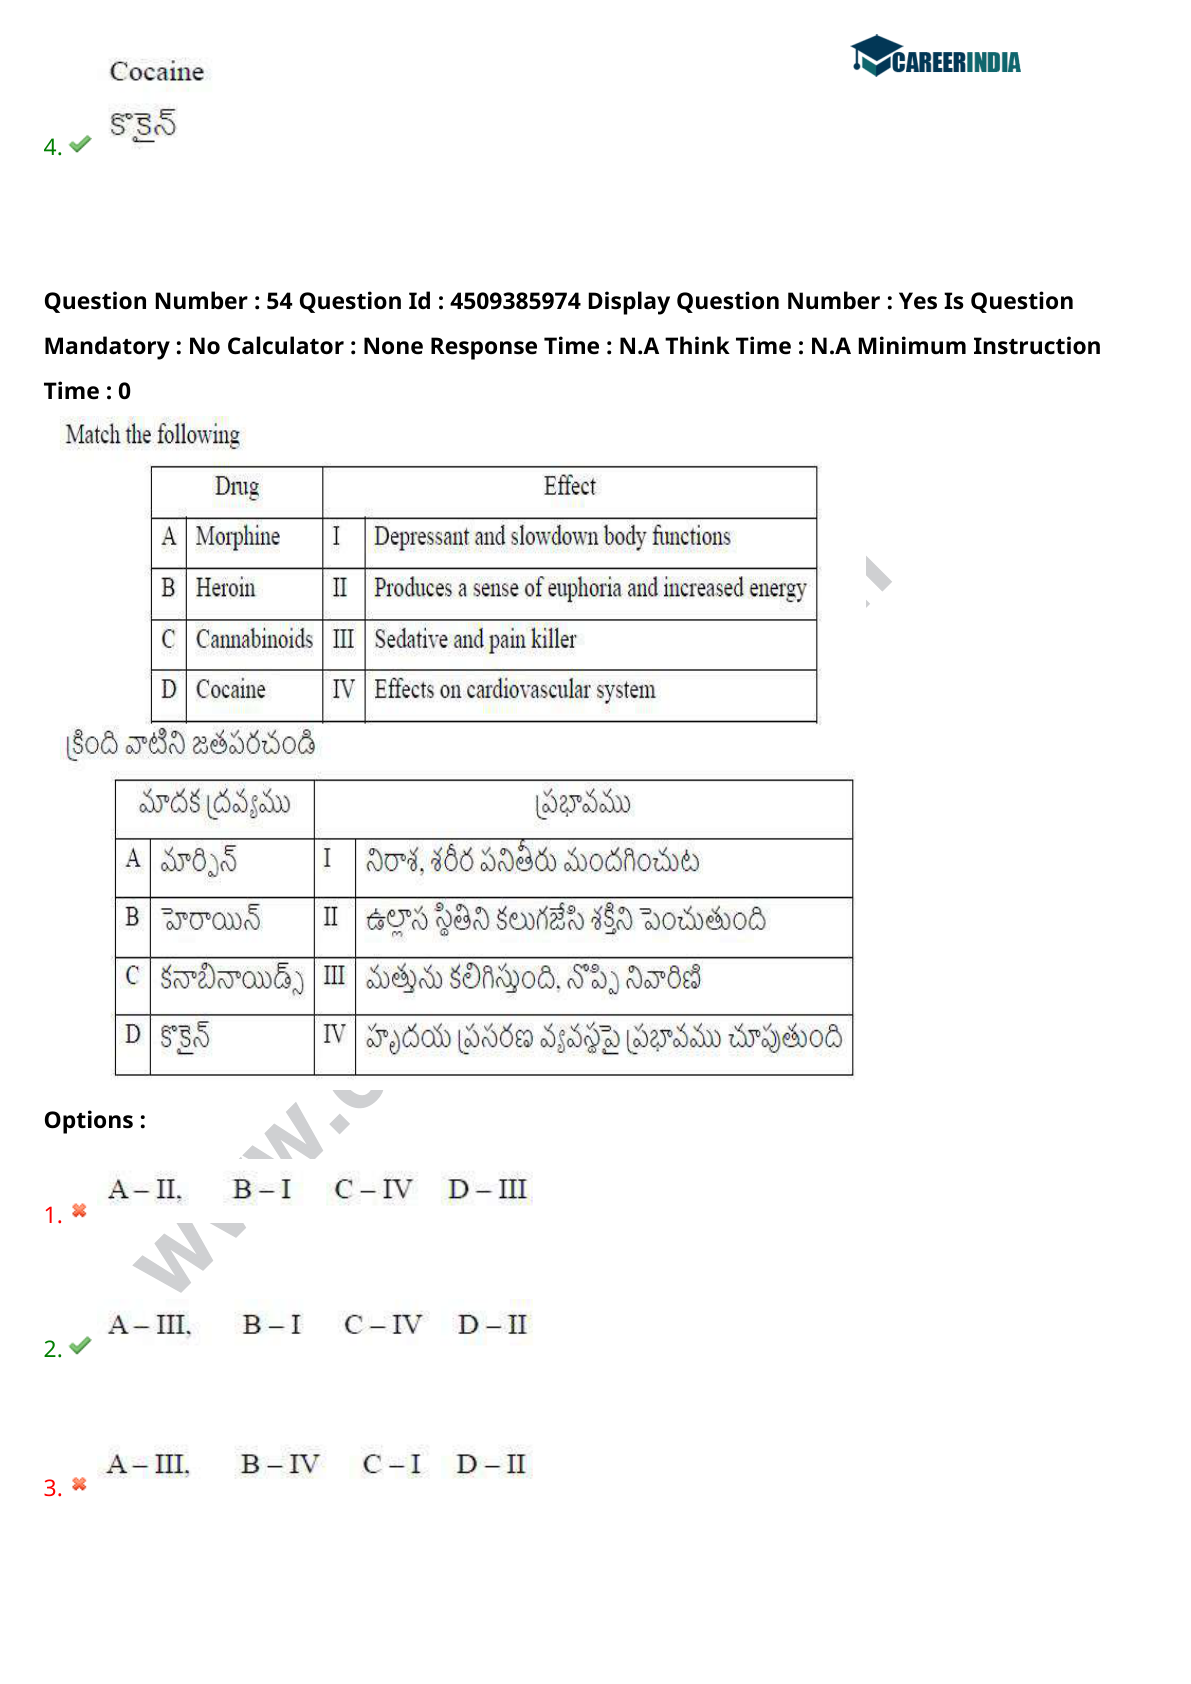 CAREERINDIA
Cocaine
కొకైన్
4.
Question Number : 54 Question Id : 4509385974 Display Question Number : Yes Is Question
Mandatory : No Calculator : None Response Time : N.A Think Time : N.A Minimum Instruction
Time : 0
Match the following
Drug Effect
A Morphine I Depressant and slowdown body functions
B Heroin II Produces a sense of euphoria and increased energy
C Cannabinoids III Sedative and pain killer
D Cocaine IV Effects on cardiovascular system
క్రింది వాటిని జతపరచండి
మాదకద్రవ్యము ప్రభావము
A మార్ఫిన్ I నిరాశ, శరీర పనితీరు మందగించుట
B హెరాయిన్ II ఉల్లాస స్థితిని కలుగజేసి శక్తిని పెంచుతుంది
C కనాబినాయిడ్స్ III మత్తును కలిగిస్తుంది, నొప్పి నివారిణి
D కొకైన్ IV హృదయ ప్రసరణ వ్యవస్థపై ప్రభావము చూపుతుంది
Options :
A – II, B – I C – IV D – III
1.
A – III, B – I C – IV D – II
2.
A – III, B – IV C – I D – II
3.